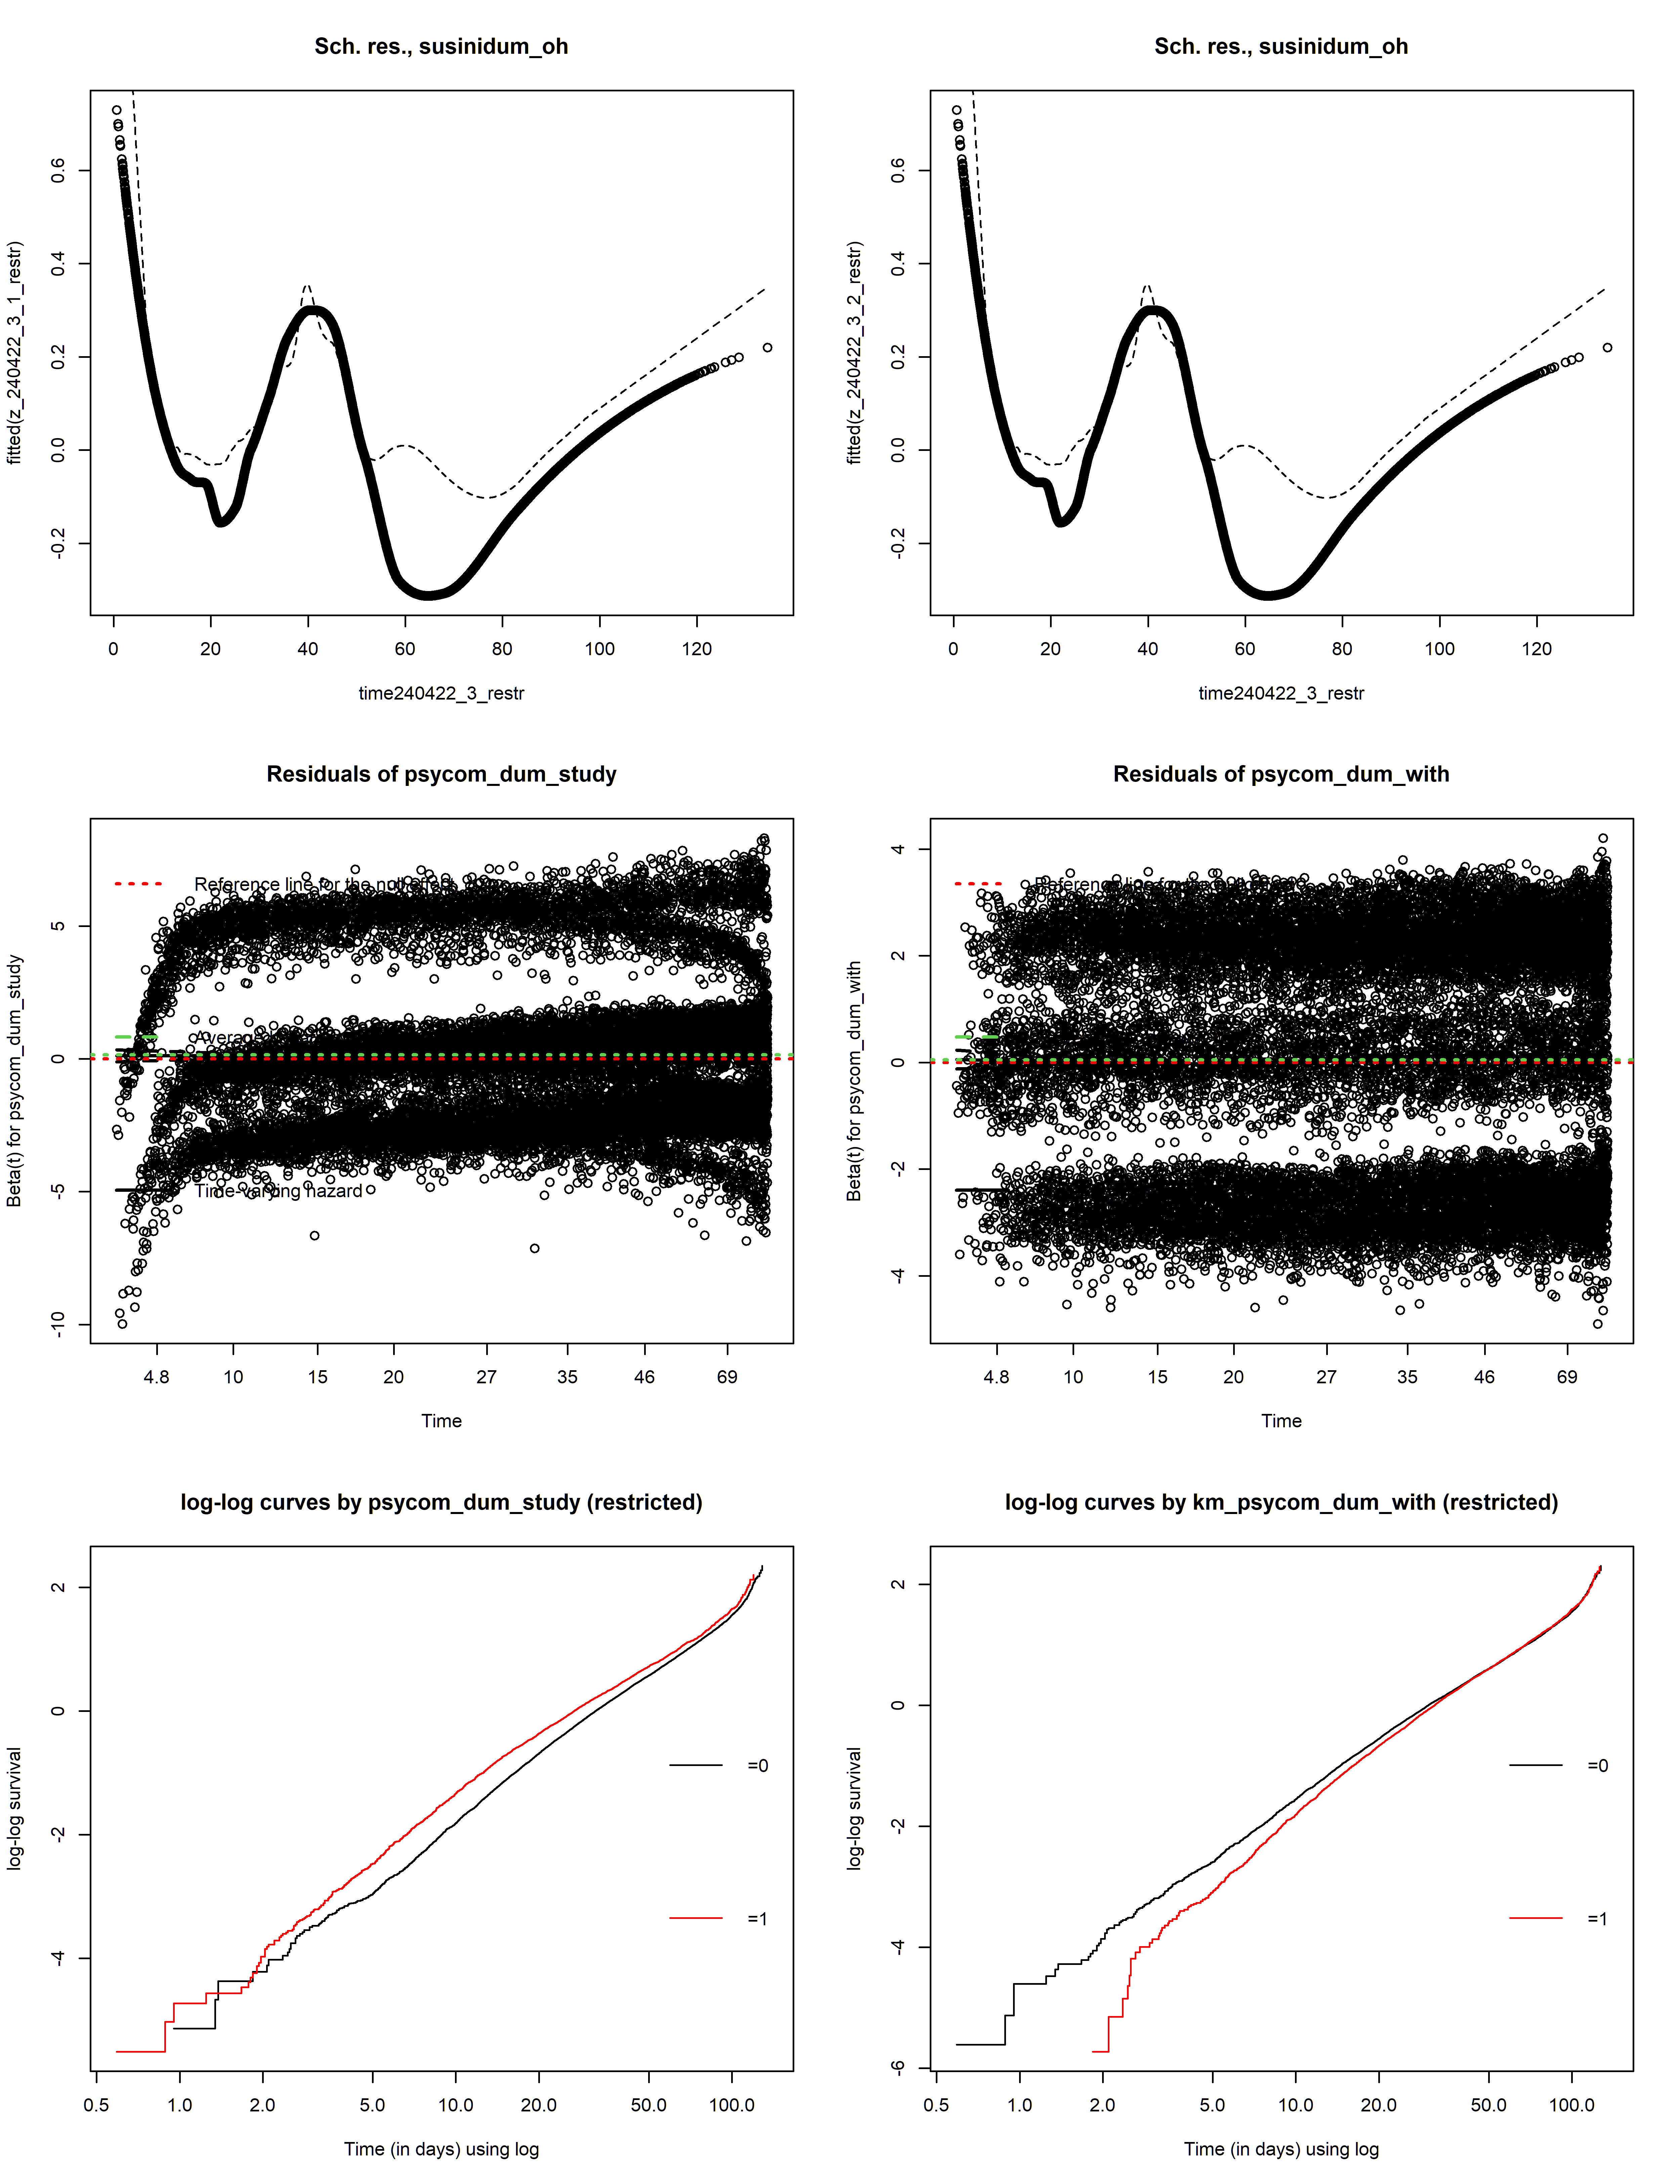 Sch. res., susinidum_oh
fitted(z_240422_3_1_restr)
0.6
0.4
0.2
0.0
-0.2
0 20 40 60 80 100 120
time240422_3_restr
Sch. res., susinidum_oh
fitted(z_240422_3_2_restr)
0.6
0.4
0.2
0.0
-0.2
0 20 40 60 80 100 120
time240422_3_restr
Residuals of psycom_dum_study
Beta(t) for psycom_dum_study
5
0
-5
-10
Reference line for the null effect
Average
Time-varying hazard
4.8 10 15 20 27 35 46 69
Time
Residuals of psycom_dum_with
Beta(t) for psycom_dum_with
4
2
0
-2
-4
Reference line for
4.8 10 15 20 27 35 46 69
Time
log-log curves by psycom_dum_study (restricted)
log-log survival
2
0
-2
-4
=0
=1
0.5 1.0 2.0 5.0 10.0 20.0 50.0 100.0
Time (in days) using log
log-log curves by km_psycom_dum_with (restricted)
log-log survival
2
0
-2
-4
-6
=0
=1
0.5 1.0 2.0 5.0 10.0 20.0 50.0 100.0
Time (in days) using log